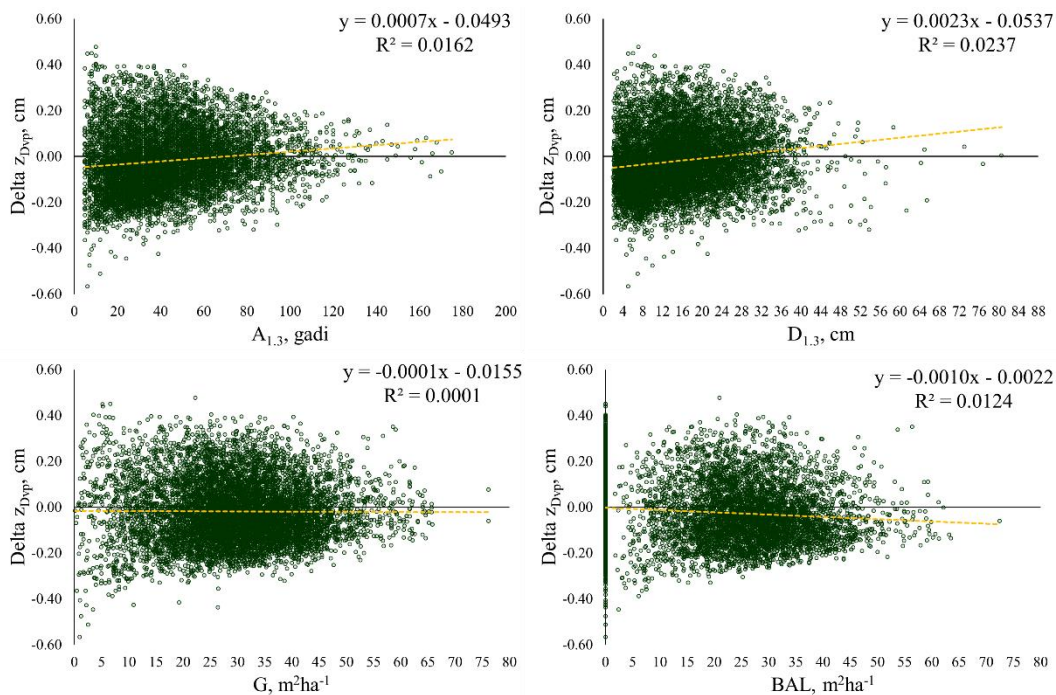 y = 0.0007x - 0.0493
R² = 0.0162
Delta z_Dvp, cm
0.60
0.40
0.20
0.00
-0.20
-0.40
-0.60
0 20 40 60 80 100 120 140 160 180 200
A_1.3, gadi
y = 0.0023x - 0.0537
R² = 0.0237
Delta z_Dvp, cm
0.60
0.40
0.20
0.00
-0.20
-0.40
-0.60
0 4 8 12 16 20 24 28 32 36 40 44 48 52 56 60 64 68 72 76 80 84 88
D_1.3, cm
y = -0.0001x - 0.0155
R² = 0.0001
Delta z_Dvp, cm
0.60
0.40
0.20
0.00
-0.20
-0.40
-0.60
0 5 10 15 20 25 30 35 40 45 50 55 60 65 70 75 80
G, m²ha⁻¹
y = -0.0010x - 0.0022
R² = 0.0124
Delta z_Dvp, cm
0.60
0.40
0.20
0.00
-0.20
-0.40
-0.60
0 5 10 15 20 25 30 35 40 45 50 55 60 65 70 75 80
BAL, m²ha⁻¹